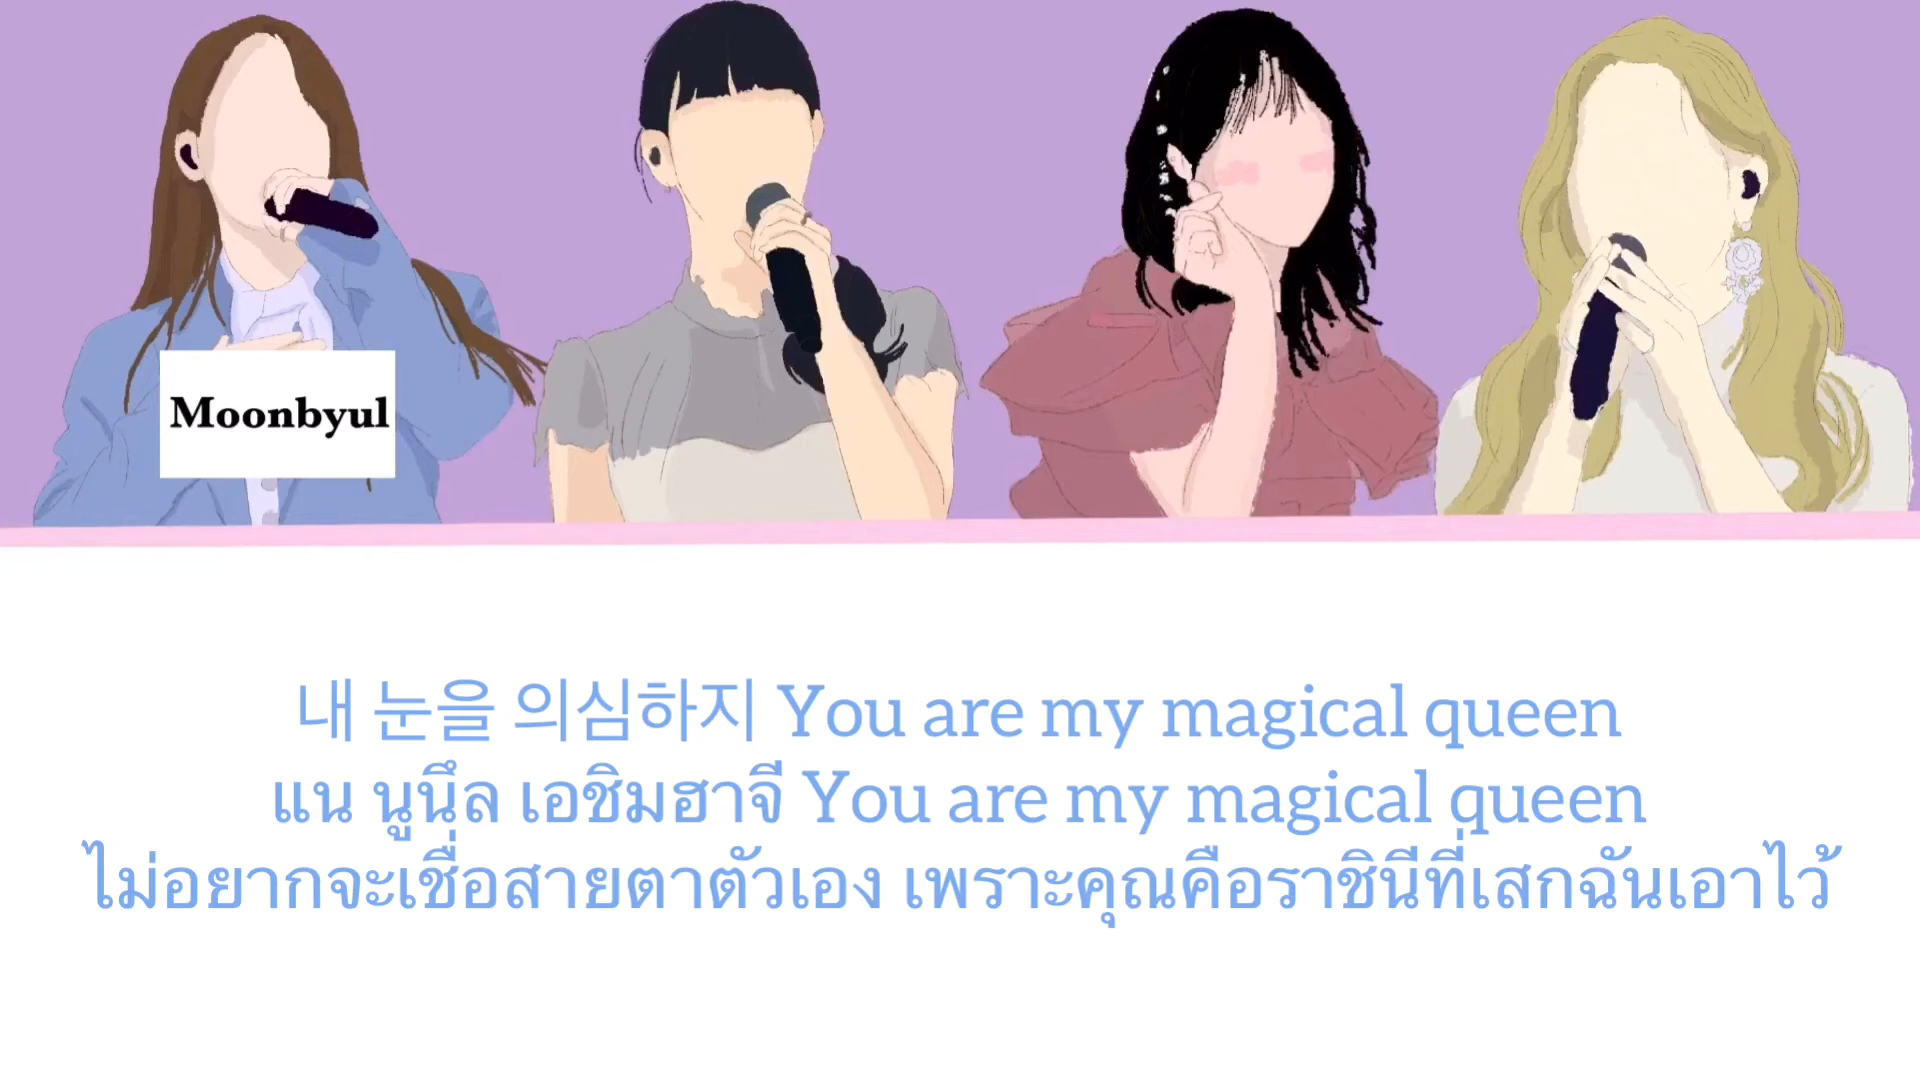 Moonbyul
내 눈을 의심하지 You are my magical queen
แน นูนึล เอชิมฮาจี You are my magical queen
ไม่อยากจะเชื่อสายตาตัวเอง เพราะคุณคือราชินีที่เสกฉันเอาไว้